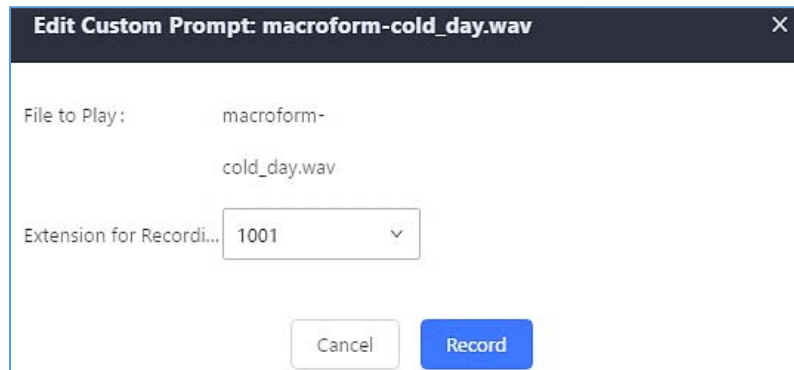 Edit Custom Prompt: macroform-cold_day.wav
File to Play :
macroform-
cold_day.wav
Extension for Recordi...
1001
Cancel
Record